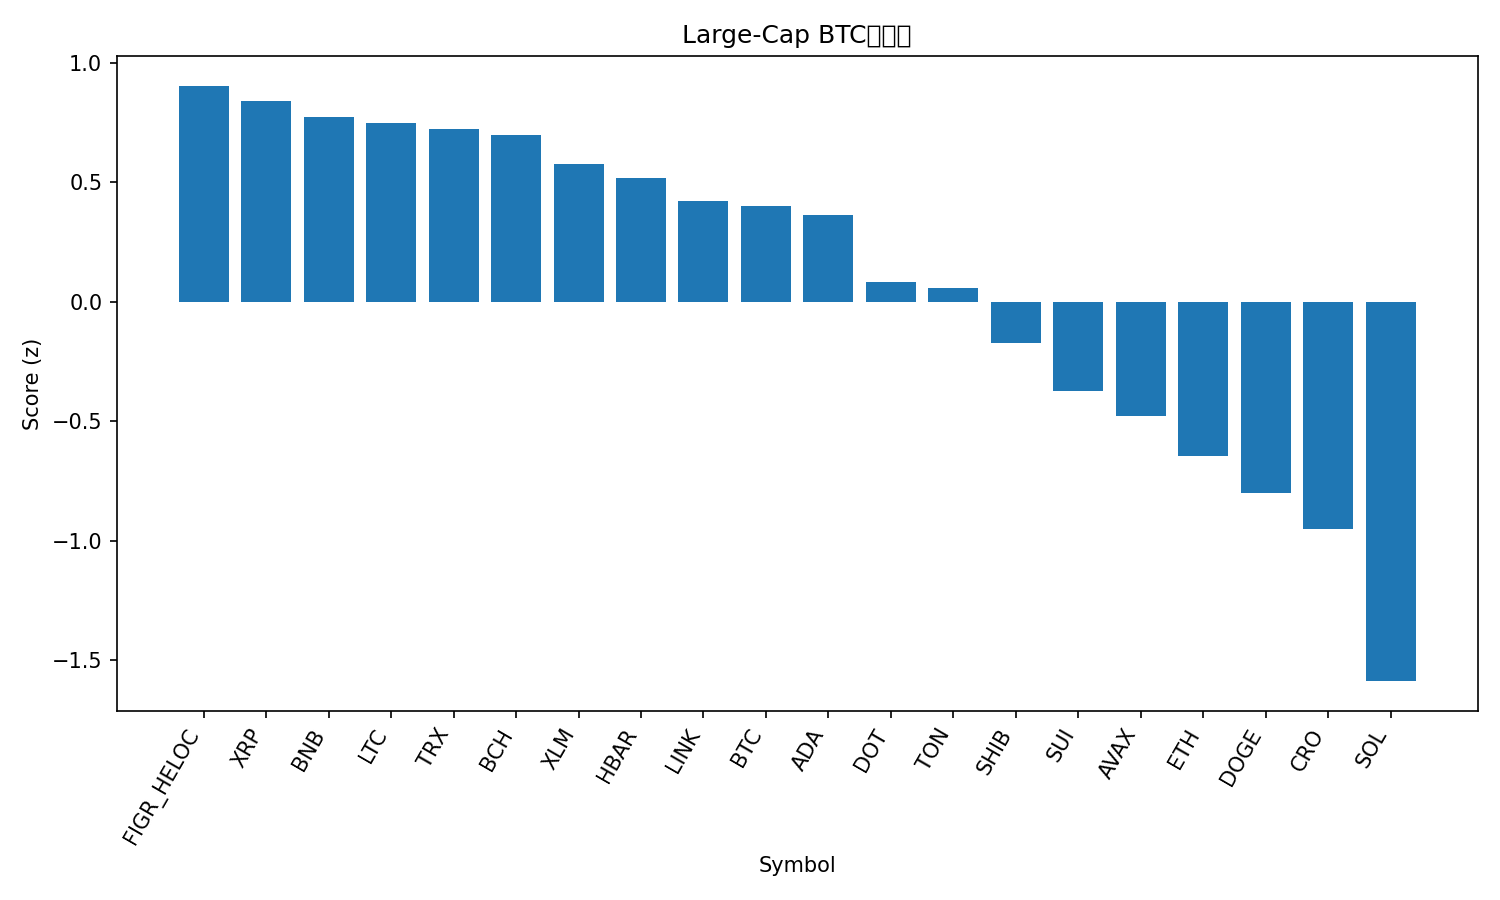 Large-Cap BTC
1.0
0.5
0.0
−0.5
−1.0
−1.5
Score (z)
FIGR_HELOC
XRP
BNB
LTC
TRX
BCH
XLM
HBAR
LINK
BTC
ADA
DOT
TON
SHIB
SUI
AVAX
ETH
DOGE
CRO
SOL
Symbol